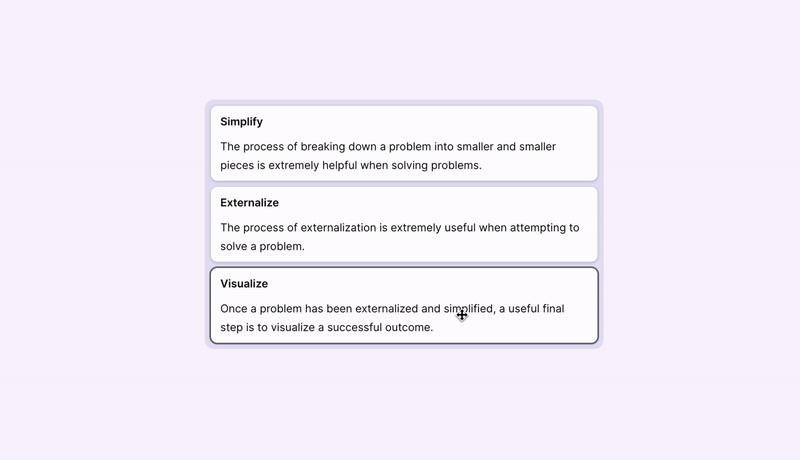 Simplify
The process of breaking down a problem into smaller and smaller
pieces is extremely helpful when solving problems.
Externalize
The process of externalization is extremely useful when attempting to
solve a problem.
Visualize
Once a problem has been externalized and simplified, a useful final
step is to visualize a successful outcome.